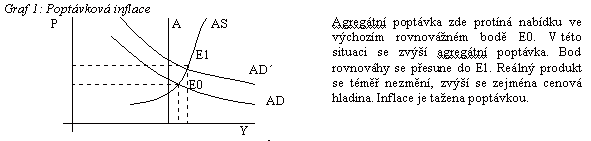 Graf 1: Poptávková inflace
P
A
AS
E1
AD´
E0
AD
Y
Agregátní poptávka zde protíná nabídku ve
výchozím rovnovážném bodě E0. V této
situaci se zvýší agregátní poptávka. Bod
rovnováhy se přesune do E1. Reálný produkt
se téměř nezmění, zvýší se zejména cenová
hladina. Inflace je tažena poptávkou.